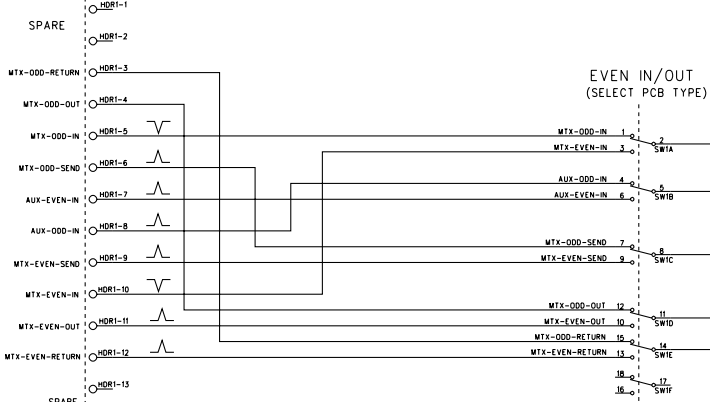 HDR1-1
SPARE
HDR1-2
MTX-ODD-RETURN HDR1-3
MTX-ODD-OUT HDR1-4
MTX-ODD-IN HDR1-5
MTX-ODD-SEND HDR1-6
AUX-EVEN-IN HDR1-7
AUX-ODD-IN HDR1-8
MTX-EVEN-SEND HDR1-9
MTX-EVEN-IN HDR1-10
MTX-EVEN-OUT HDR1-11
MTX-EVEN-RETURN HDR1-12
HDR1-13
SPARE
EVEN IN/OUT
(SELECT PCB TYPE)
MTX-ODD-IN 1
2
MTX-EVEN-IN 3
SW1A
AUX-ODD-IN 4
5
AUX-EVEN-IN 6
SW1B
MTX-ODD-SEND 7
8
MTX-EVEN-SEND 9
SW1C
MTX-ODD-OUT 12
11
MTX-EVEN-OUT 10
SW1D
MTX-ODD-RETURN 15
14
MTX-EVEN-RETURN 13
SW1E
18
17
16
SW1F